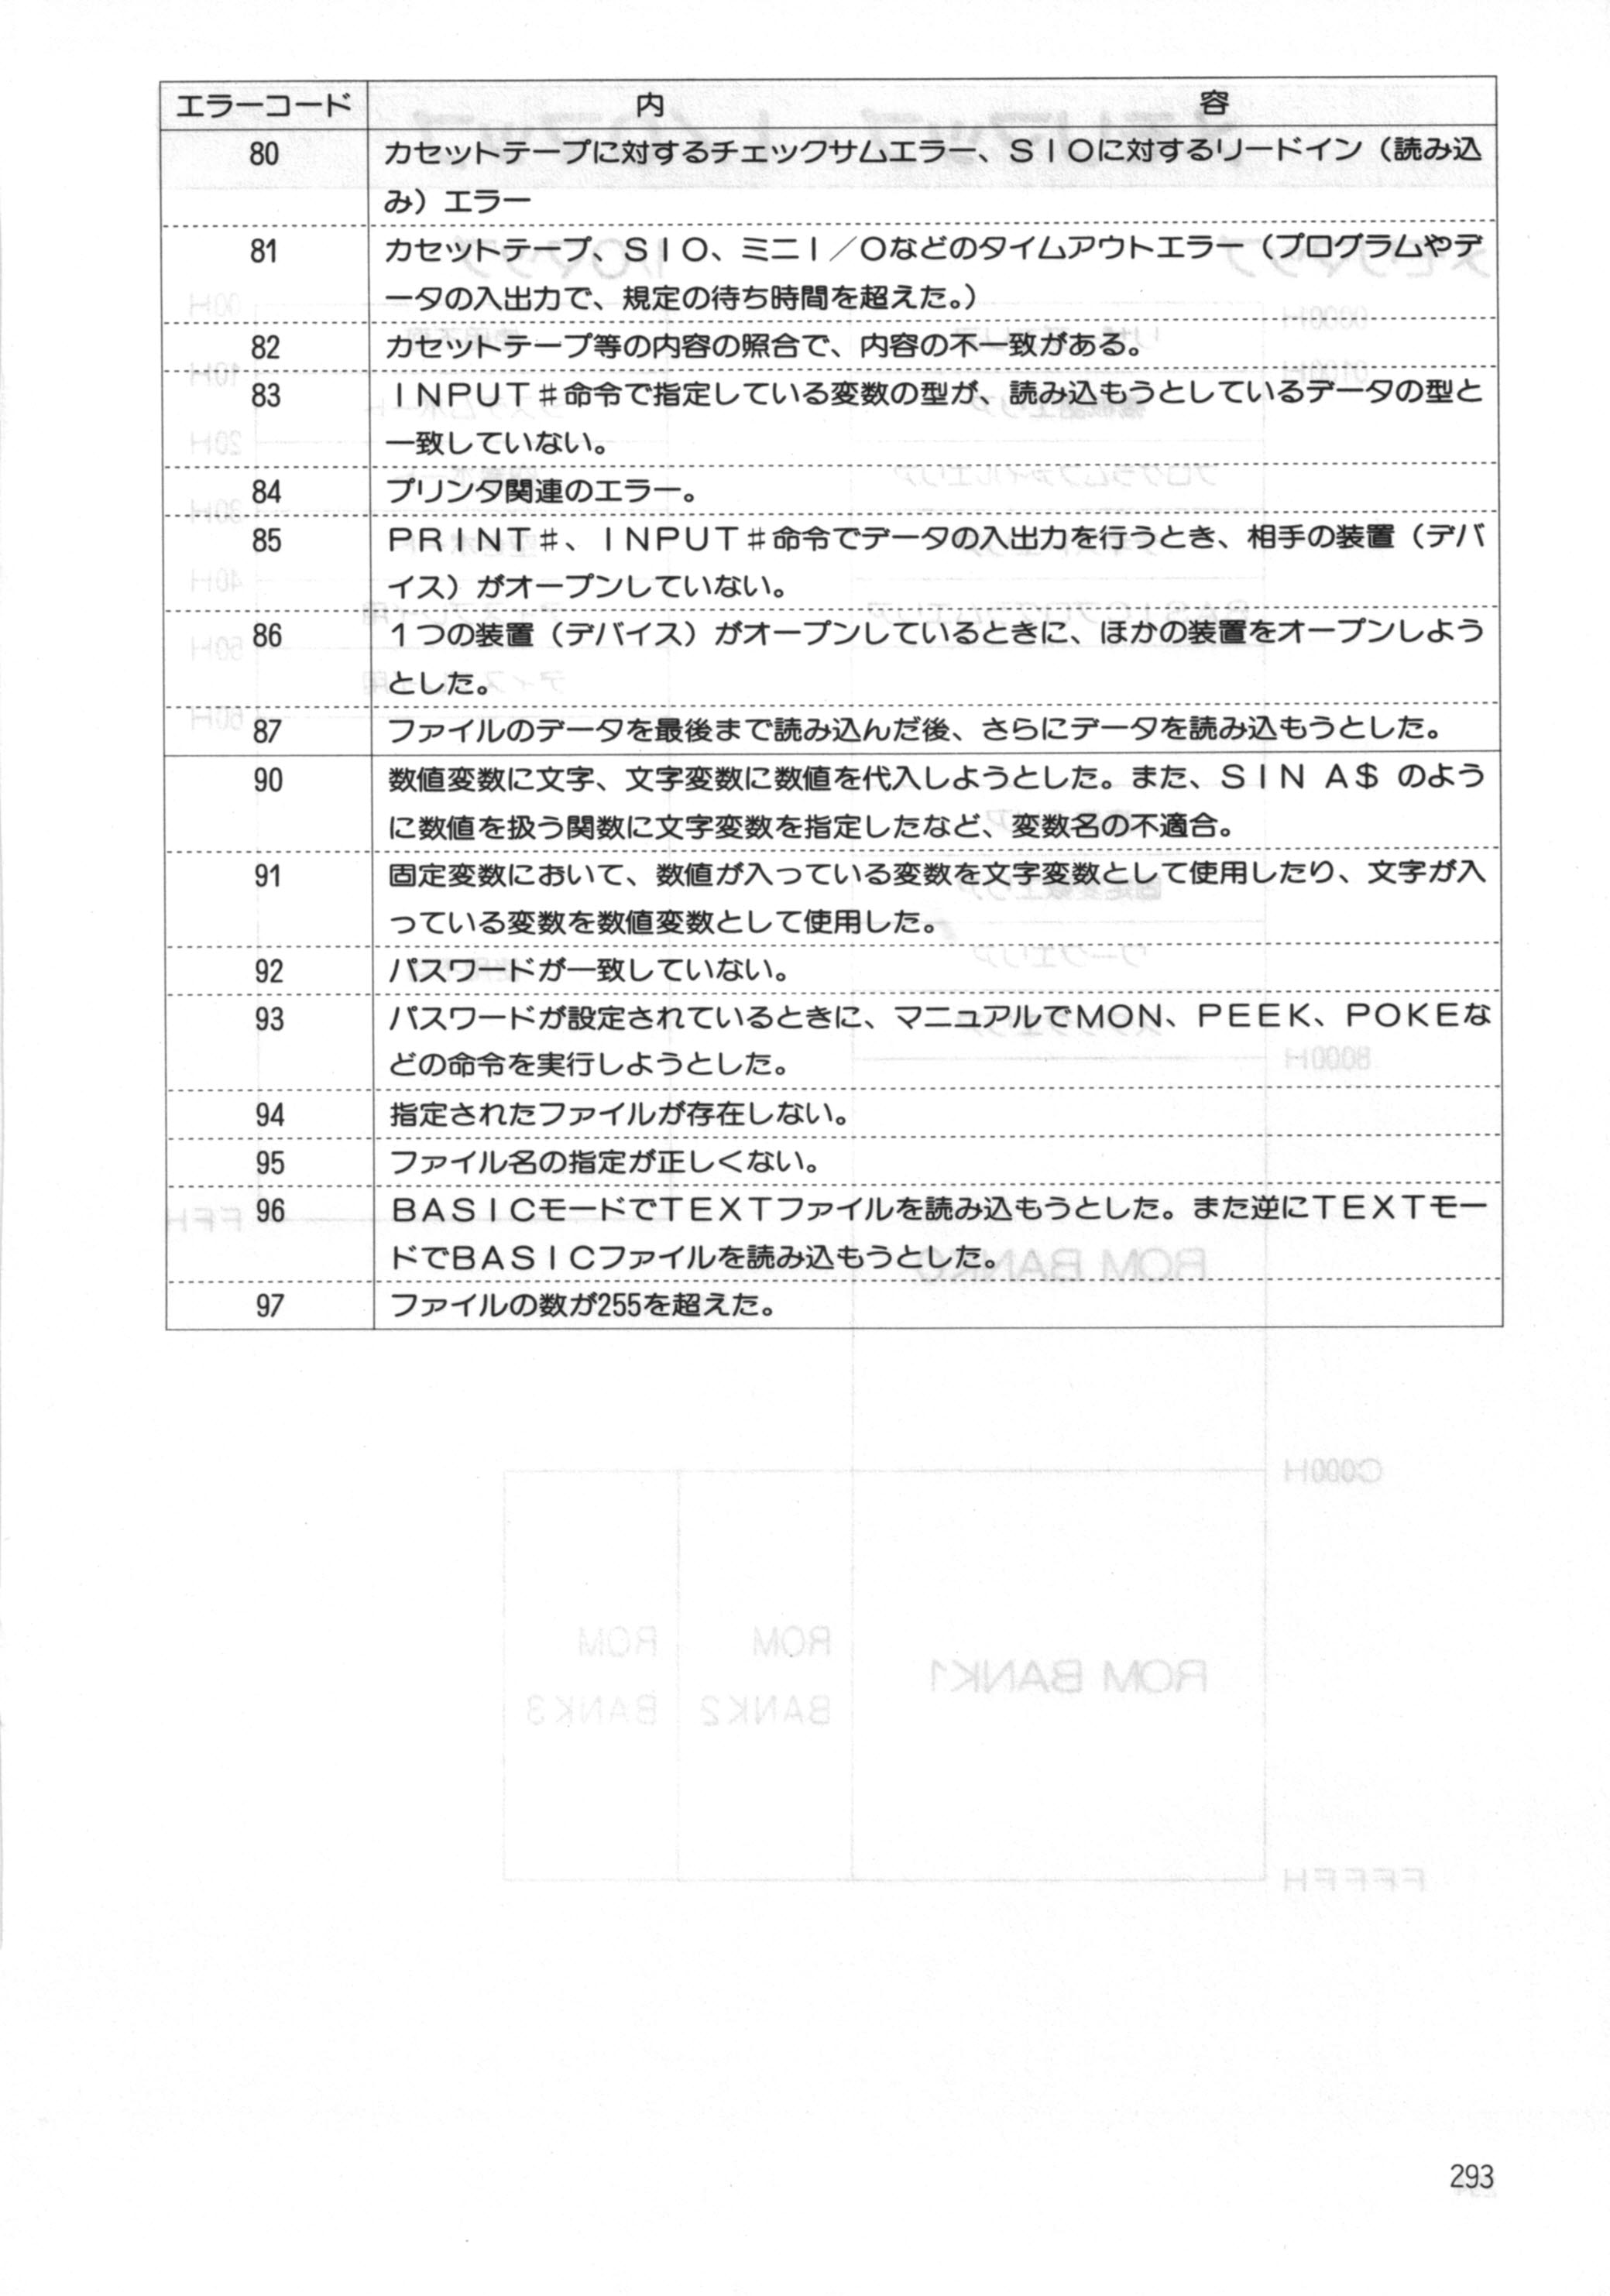 エラーコード 内 容
80 カセットテープに対するチェックサムエラー、ＳＩＯに対するリードイン（読み込
み）エラー
81 カセットテープ、ＳＩＯ、ミニＩ／Ｏなどのタイムアウトエラー（プログラムやデ
ータの入出力で、規定の待ち時間を超えた。）
82 カセットテープ等の内容の照合で、内容の不一致がある。
83 ＩＮＰＵＴ＃命令で指定している変数の型が、読み込もうとしているデータの型と
一致していない。
84 プリンタ関連のエラー。
85 ＰＲＩＮＴ＃、ＩＮＰＵＴ＃命令でデータの入出力を行うとき、相手の装置（デバ
イス）がオープンしていない。
86 １つの装置（デバイス）がオープンしているときに、ほかの装置をオープンしよう
とした。
87 ファイルのデータを最後まで読み込んだ後、さらにデータを読み込もうとした。
90 数値変数に文字、文字変数に数値を代入しようとした。また、ＳＩＮ Ａ＄ のよう
に数値を扱う関数に文字変数を指定したなど、変数名の不適合。
91 固定変数において、数値が入っている変数を文字変数として使用したり、文字が入
っている変数を数値変数として使用した。
92 パスワードが一致していない。
93 パスワードが設定されているときに、マニュアルでＭＯＮ、ＰＥＥＫ、ＰＯＫＥな
どの命令を実行しようとした。
94 指定されたファイルが存在しない。
95 ファイル名の指定が正しくない。
96 ＢＡＳＩＣモードでＴＥＸＴファイルを読み込もうとした。また逆にＴＥＸＴモー
ドでＢＡＳＩＣファイルを読み込もうとした。
97 ファイルの数が255を超えた。
293